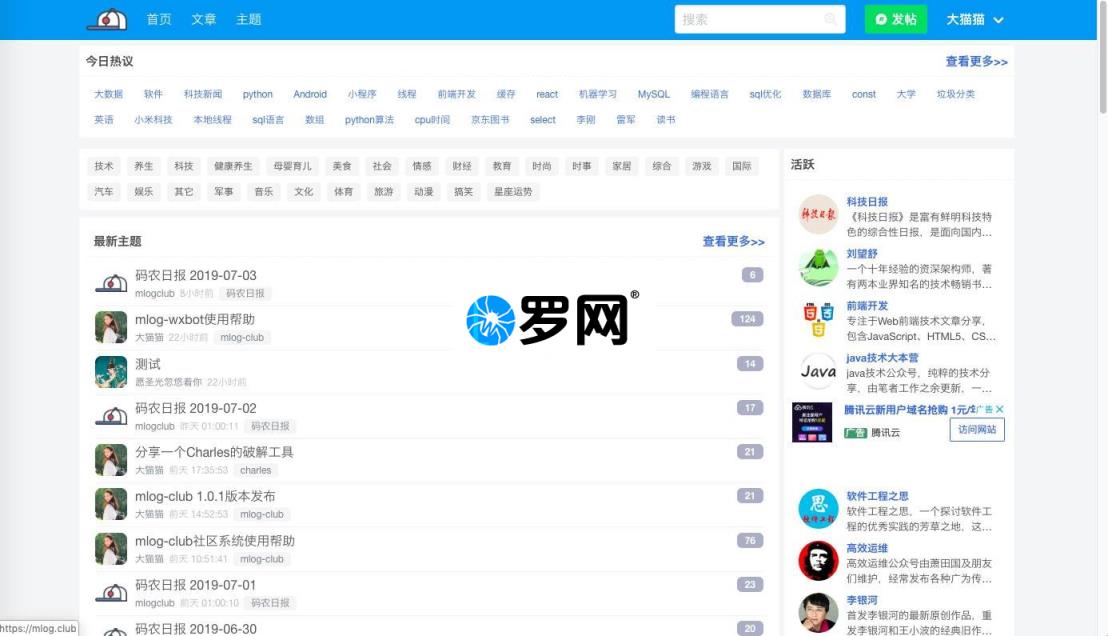 首页 文章 主题 搜索 发帖 大猫猫
今日热议 查看更多>>
大数据 软件 科技新闻 python Android 小程序 线程 前端开发 缓存 react 机器学习 MySQL 编程语言 sql优化 数据库 const 大学 垃圾分类
英语 小米科技 本地线程 sql语言 数组 python算法 cpu时间 京东图书 select 李刚 雷军 读书
技术 养生 科技 健康养生 母婴育儿 美食 社会 情感 财经 教育 时尚 时事 家居 综合 游戏 国际
汽车 娱乐 其它 军事 音乐 文化 体育 旅游 动漫 搞笑 星座运势
最新主题 查看更多>>
码农日报 2019-07-03 6
mlogclub 8小时前 码农日报
mlog-wxbot使用帮助 124
大猫猫 22小时前 mlog-club
测试 14
愿圣光忽悠着你 22小时前
码农日报 2019-07-02 17
mlogclub 昨天 01:00:11 码农日报
分享一个Charles的破解工具 21
大猫猫 前天 17:35:53 charles
mlog-club 1.0.1版本发布 21
大猫猫 前天 14:52:53 mlog-club
mlog-club社区系统使用帮助 76
大猫猫 前天 10:51:41 mlog-club
码农日报 2019-07-01 23
mlogclub 前天 01:00:10 码农日报
码农日报 2019-06-30 20
罗网®
活跃
科技日报
科技日报
《科技日报》是富有鲜明科技特
色的综合性日报，是面向国内...
刘望舒
一个十年经验的资深架构师，著
有两本业界知名的技术畅销书...
前端开发
专注于Web前端技术文章分享，
包含JavaScript、HTML5、CS...
Java
java技术大本营
java技术公众号，纯粹的技术分
享，由笔者工作之余更新，一...
腾讯云新用户域名抢购 1元/ 广告
广告 腾讯云 访问网站
思
软件工程
软件工程之思
软件工程之思，一个探讨软件工
程的优秀实践的芳草之地，这...
高效运维
高效运维公众号由萧田国及朋友
们维护，经常发布各种广为传...
李银河
首发李银河的最新原创作品，重
发李银河和王小波的经典旧作...
https://mlog.club